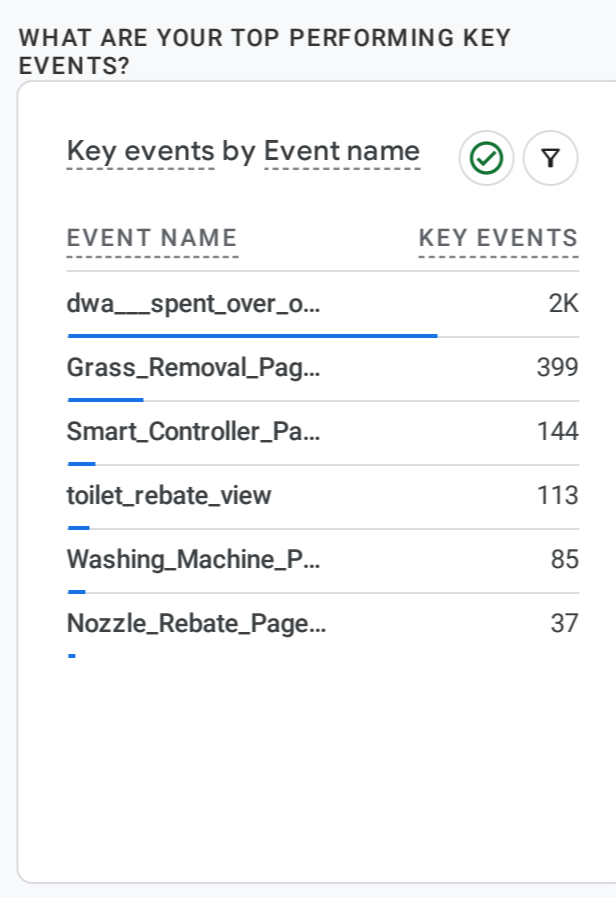 WHAT ARE YOUR TOP PERFORMING KEY
EVENTS?
Key events by Event name
EVENT NAME KEY EVENTS
dwa___spent_over_o... 2K
Grass_Removal_Pag... 399
Smart_Controller_Pa... 144
toilet_rebate_view 113
Washing_Machine_P... 85
Nozzle_Rebate_Page... 37